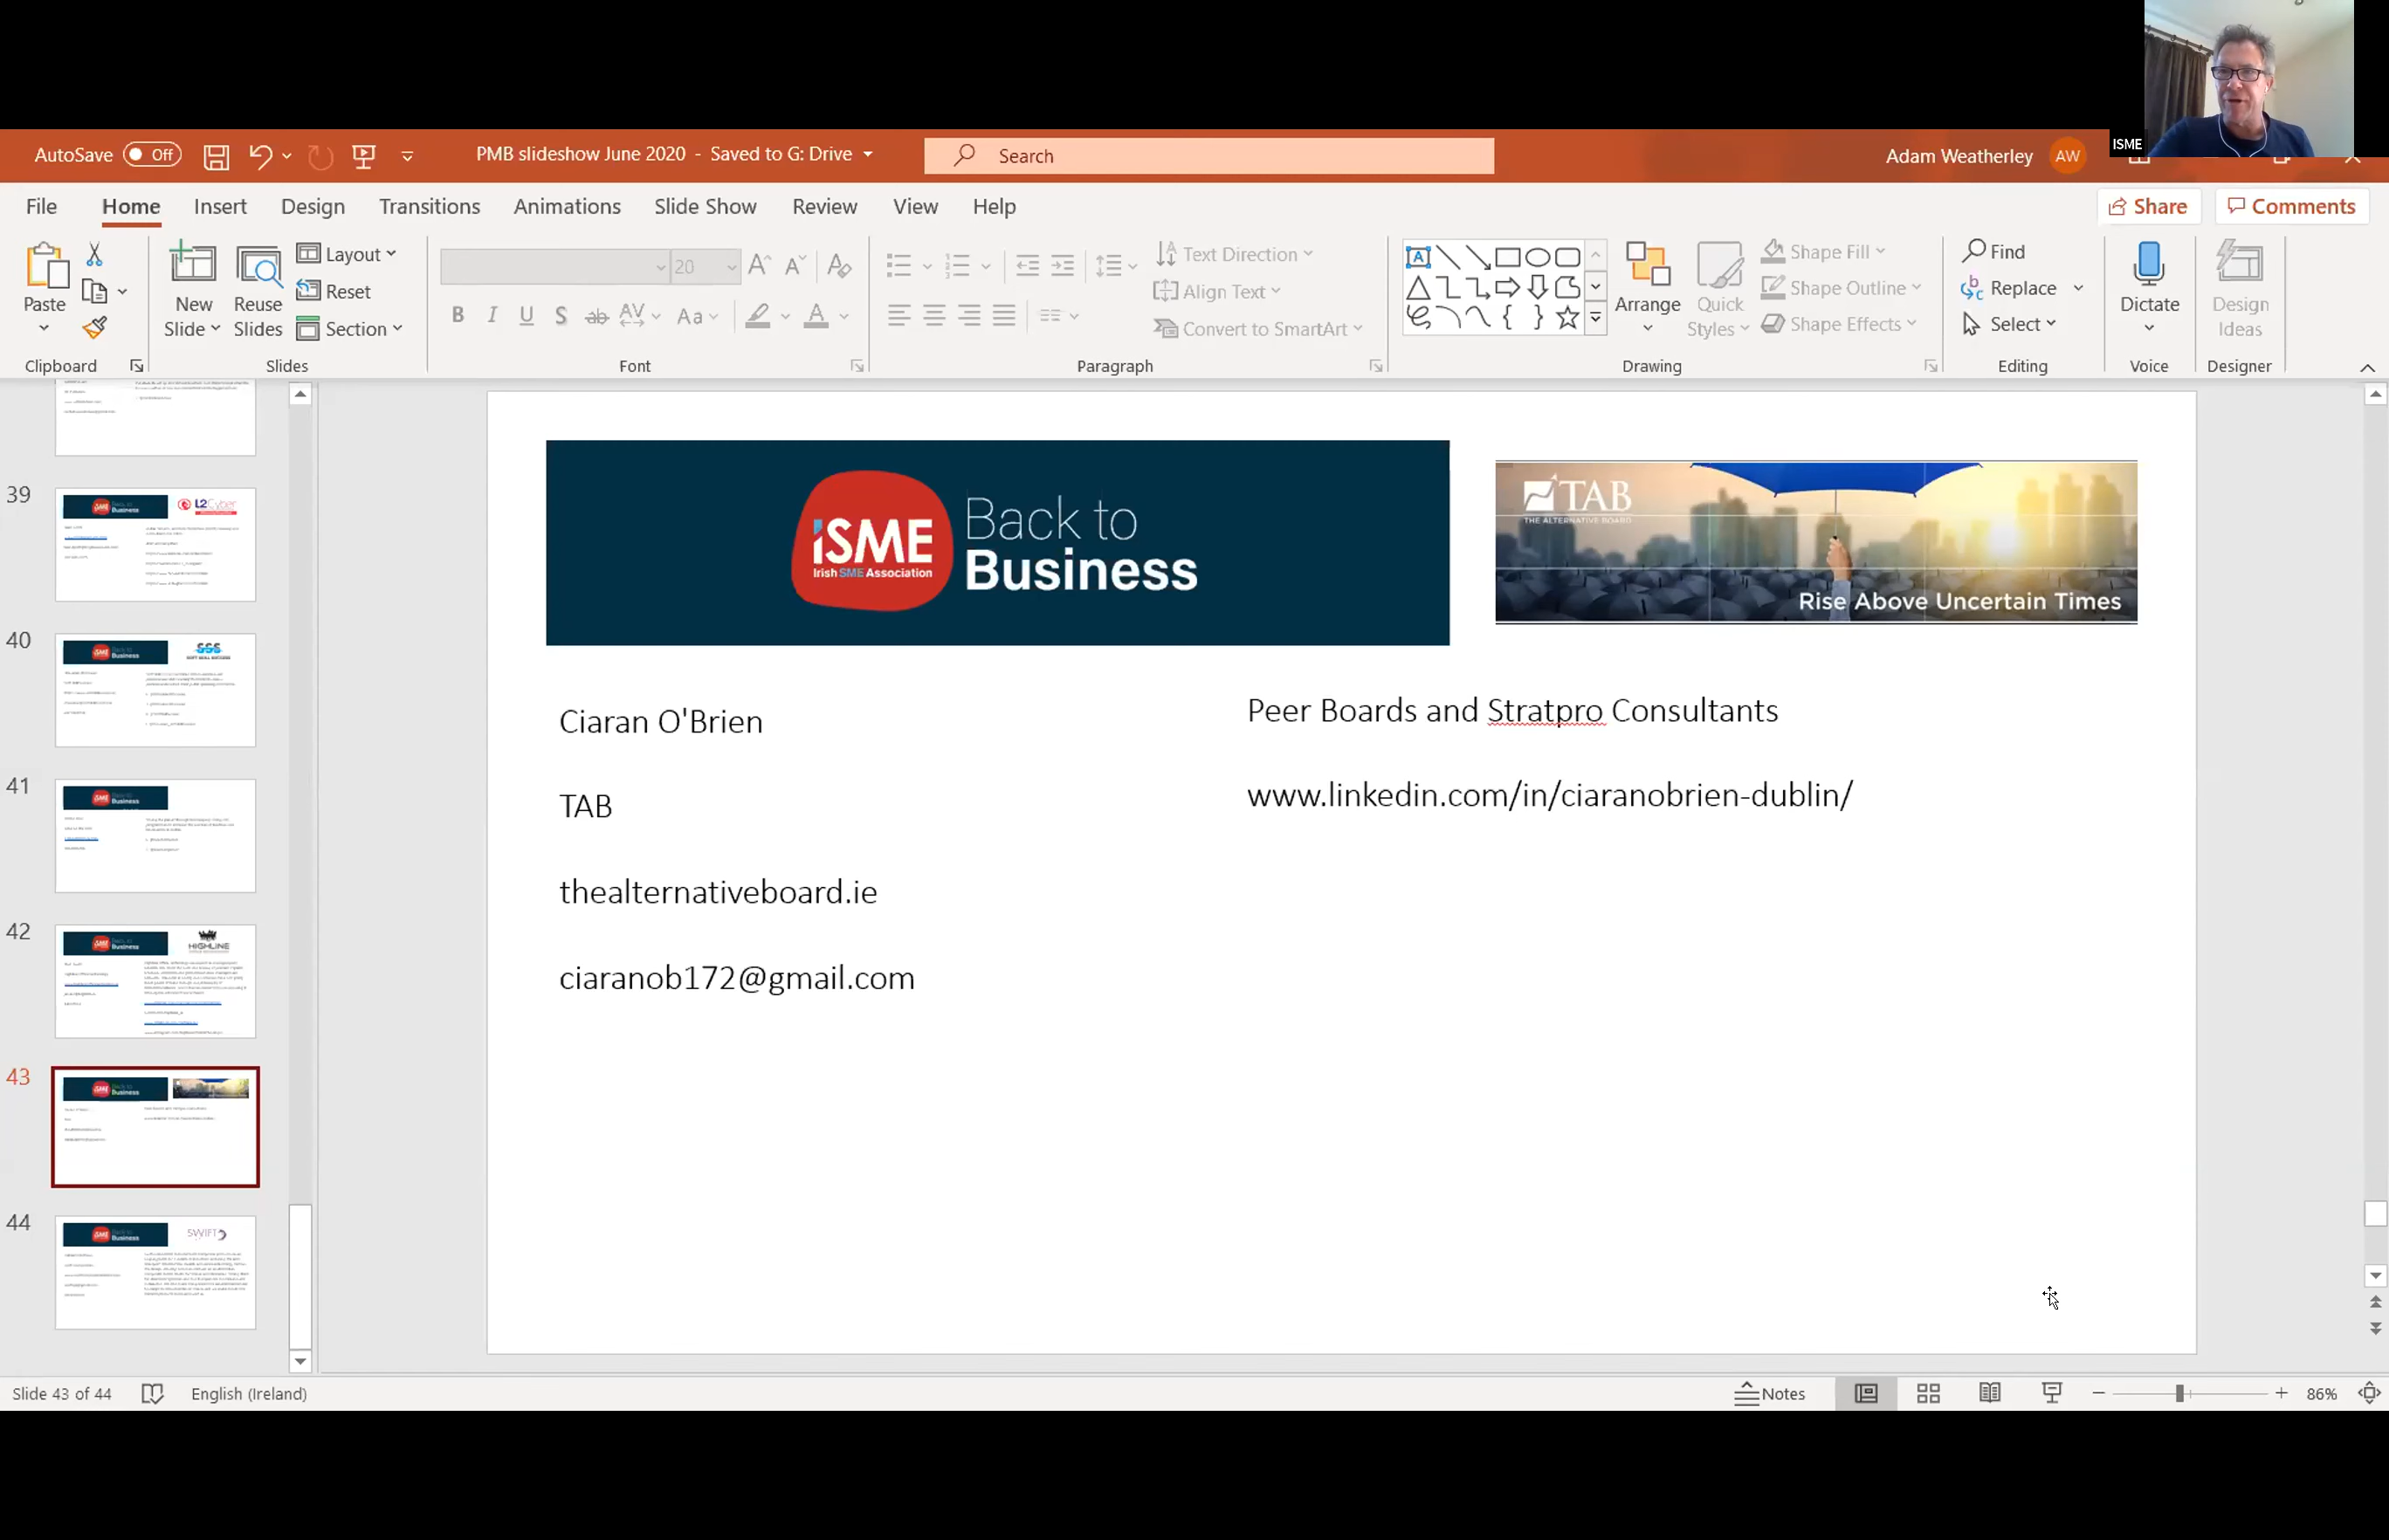 ISME
AutoSave Off
PMB slideshow June 2020 - Saved to G: Drive
Search
Adam Weatherley AW
File Home Insert Design Transitions Animations Slide Show Review View Help
Share Comments
Paste
New Slide
Reuse Slides
Layout
Reset
Section
20
Text Direction
Align Text
Convert to SmartArt
Arrange
Quick Styles
Shape Fill
Shape Outline
Shape Effects
Find
Replace
Select
Dictate
Design Ideas
Clipboard Slides Font Paragraph Drawing Editing Voice Designer
39
L2Cyber
40
41
42
HIGHLINE
43
44
SWIFT
iSME
Irish SME Association
Back to
Business
TAB
THE ALTERNATIVE BOARD
Rise Above Uncertain Times
Ciaran O'Brien
TAB
thealternativeboard.ie
ciaranob172@gmail.com
Peer Boards and Stratpro Consultants
www.linkedin.com/in/ciaranobrien-dublin/
Slide 43 of 44 English (Ireland) Notes 86%